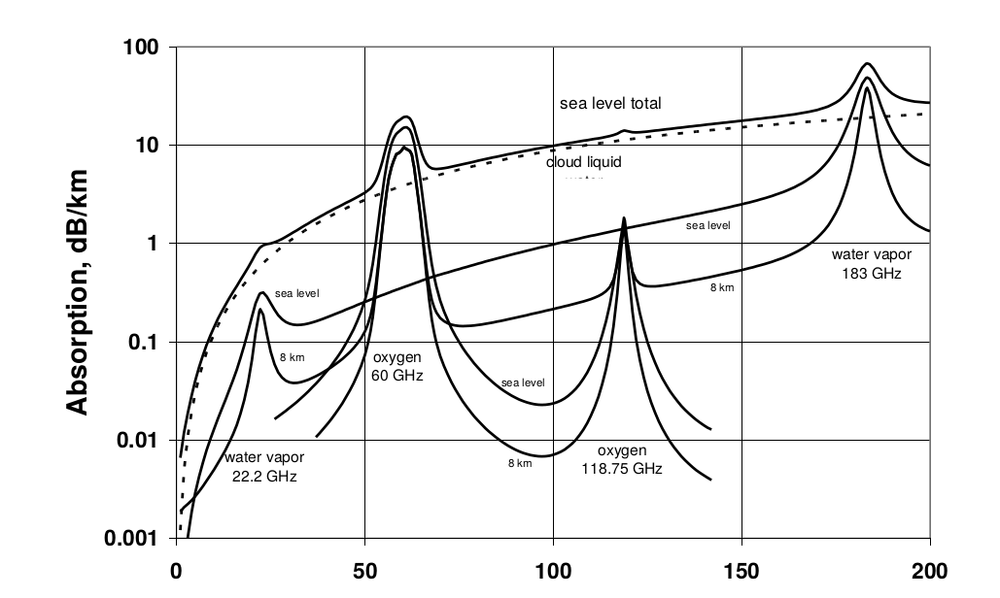 100
sea level total
10
cloud liquid
sea level
1
water vapor
183 GHz
sea level
8 km
Absorption, dB/km
0.1
8 km
oxygen
60 GHz
sea level
0.01
water vapor
22.2 GHz
8 km
oxygen
118.75 GHz
0.001
0 50 100 150 200